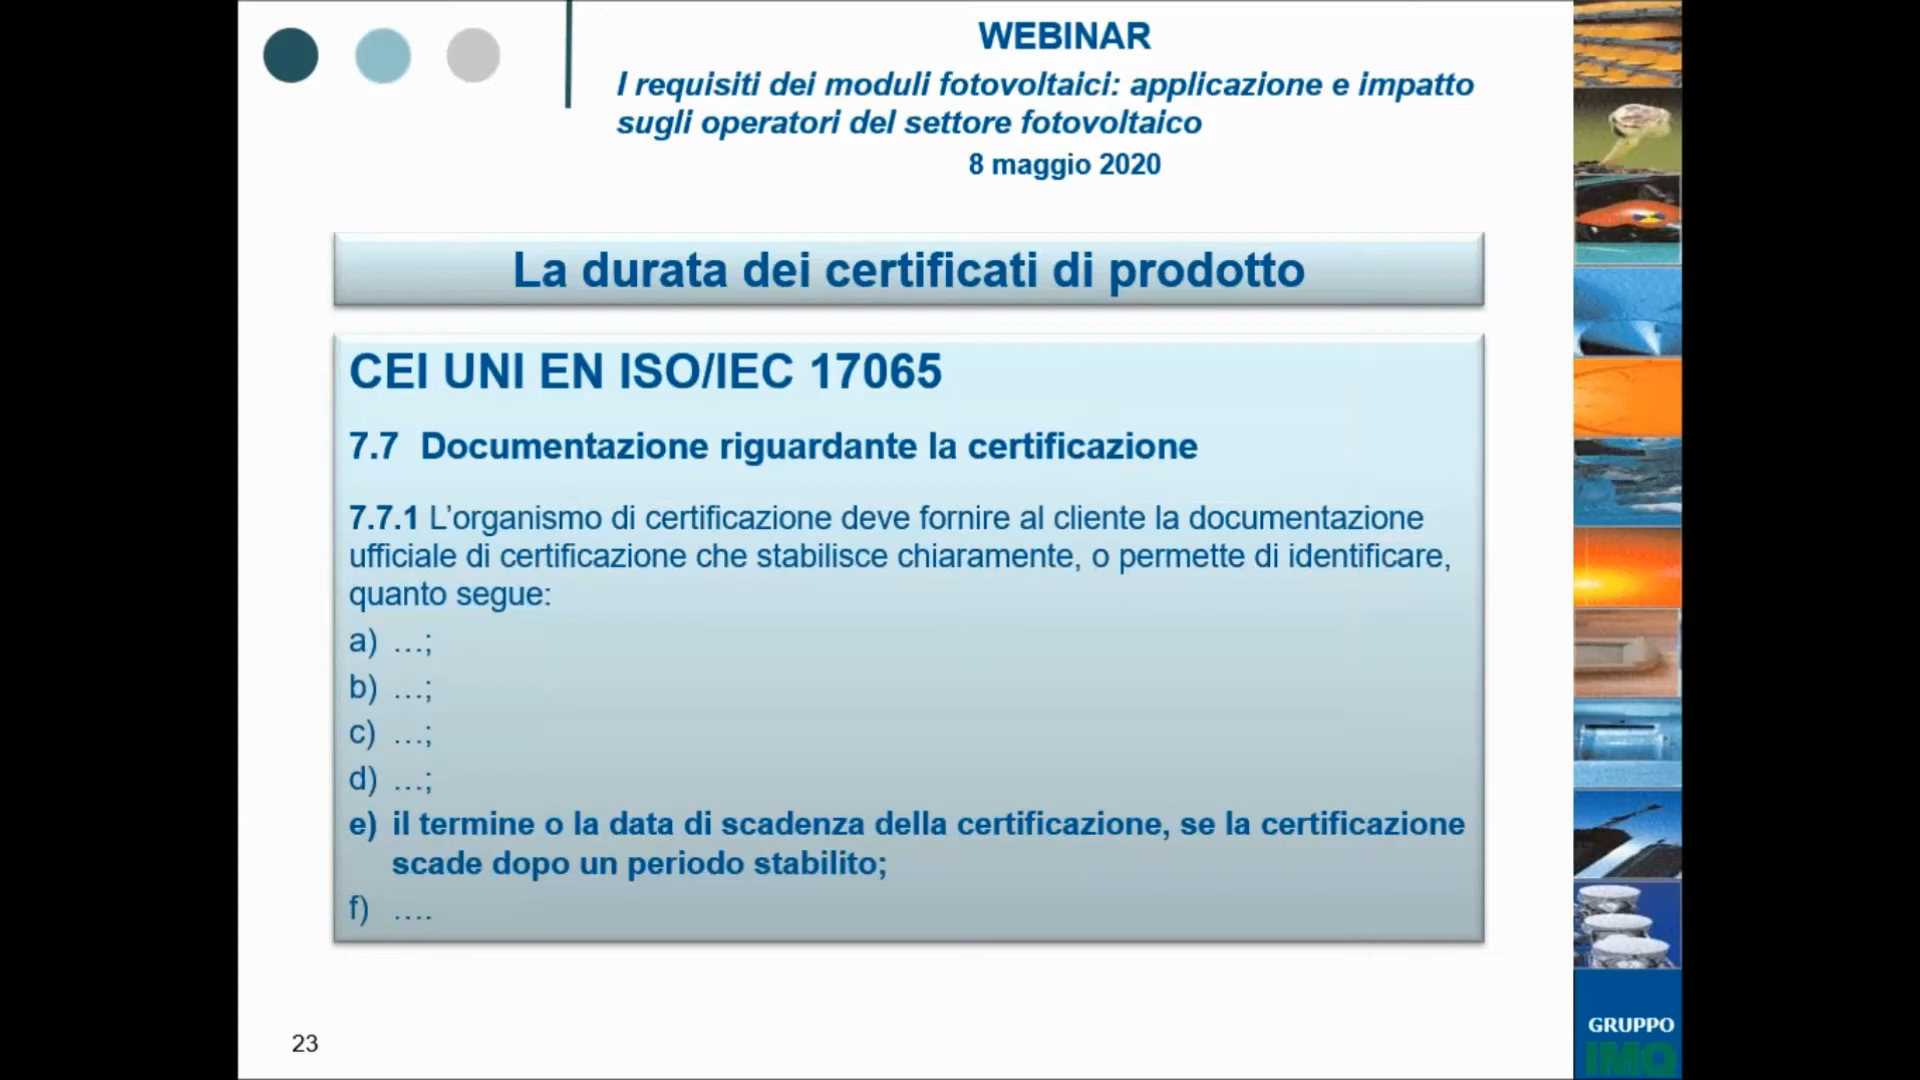 WEBINAR
I requisiti dei moduli fotovoltaici: applicazione e impatto
sugli operatori del settore fotovoltaico
8 maggio 2020
La durata dei certificati di prodotto
CEI UNI EN ISO/IEC 17065
7.7 Documentazione riguardante la certificazione
7.7.1 L’organismo di certificazione deve fornire al cliente la documentazione
ufficiale di certificazione che stabilisce chiaramente, o permette di identificare,
quanto segue:
a) …;
b) …;
c) …;
d) …;
e) il termine o la data di scadenza della certificazione, se la certificazione
scade dopo un periodo stabilito;
f) ….
23
GRUPPO
IMQ